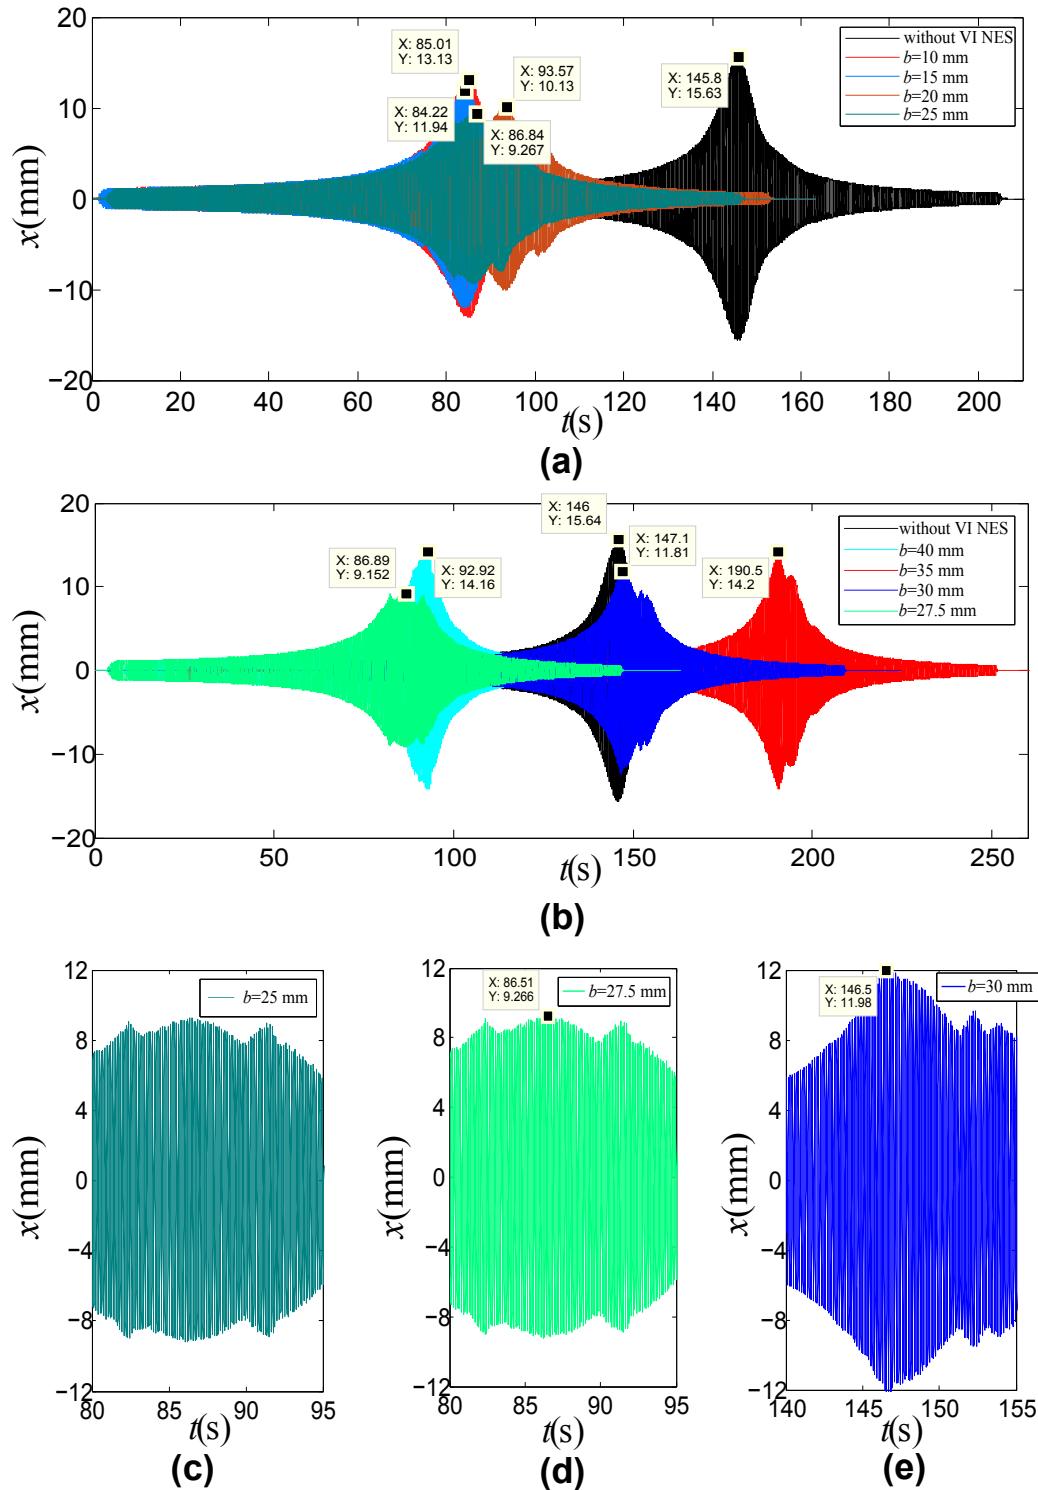 20
10
0
−10
−20
x(mm)
X: 85.01
Y: 13.13
X: 84.22
Y: 11.94
X: 93.57
Y: 10.13
X: 86.84
Y: 9.267
X: 145.8
Y: 15.63
without VI NES
b=10 mm
b=15 mm
b=20 mm
b=25 mm
0 20 40 60 80 100 120 140 160 180 200
t(s)
(a)
20
10
0
−10
−20
x(mm)
X: 86.89
Y: 9.152
X: 92.92
Y: 14.16
X: 146
Y: 15.64
X: 147.1
Y: 11.81
X: 190.5
Y: 14.2
without VI NES
b=40 mm
b=35 mm
b=30 mm
b=27.5 mm
0 50 100 150 200 250
t(s)
(b)
12
8
4
0
−4
−8
−12
x(mm)
b=25 mm
80 85 90 95
t(s)
(c)
12
8
4
0
−4
−8
−12
x(mm)
X: 86.51
Y: 9.266
b=27.5 mm
80 85 90 95
t(s)
(d)
12
8
4
0
−4
−8
−12
x(mm)
X: 146.5
Y: 11.98
b=30 mm
140 145 150 155
t(s)
(e)